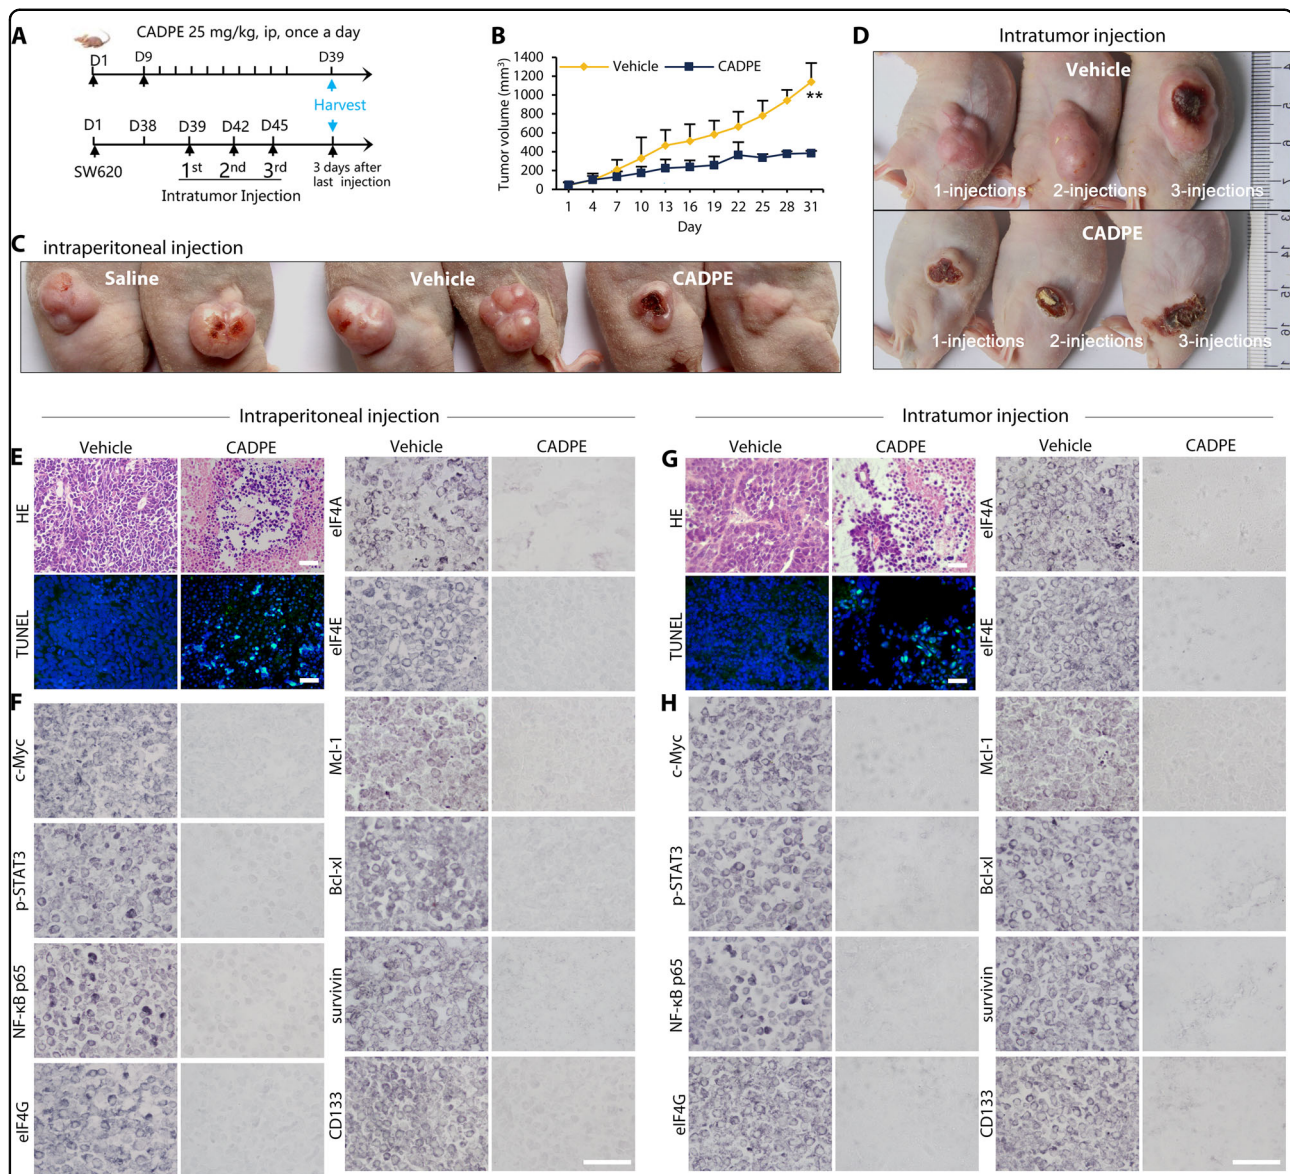 A
CADPE 25 mg/kg, ip, once a day
D1
D9
D39
Harvest
D1
D38
D39
D42
D45
SW620
1st
2nd
3rd
3 days after
last injection
Intratumor Injection
B
Tumor volume (mm³)
1400
1200
1000
800
600
400
200
0
Vehicle
CADPE
**
1
4
7
10
13
16
19
22
25
28
31
Day
C
intraperitoneal injection
Saline
Vehicle
CADPE
D
Intratumor injection
Vehicle
1-injections
2-injections
3-injections
CADPE
1-injections
2-injections
3-injections
Intraperitoneal injection
Vehicle
CADPE
Vehicle
CADPE
E
HE
eIF4A
TUNEL
eIF4E
F
c-Myc
Mcl-1
p-STAT3
Bcl-xl
NF-κB p65
survivin
eIF4G
CD133
Intratumor injection
Vehicle
CADPE
Vehicle
CADPE
G
HE
eIF4A
TUNEL
eIF4E
H
c-Myc
Mcl-1
p-STAT3
Bcl-xl
NF-κB p65
survivin
eIF4G
CD133